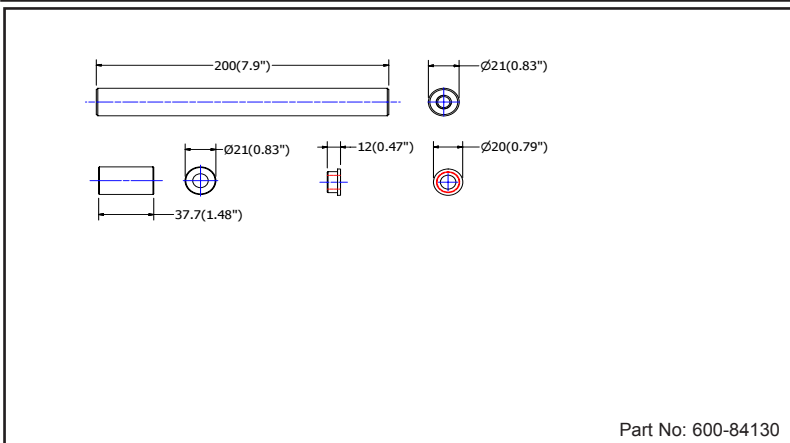 200(7.9")
Ø21(0.83")
Ø21(0.83")
12(0.47")
Ø20(0.79")
37.7(1.48")
Part No: 600-84130